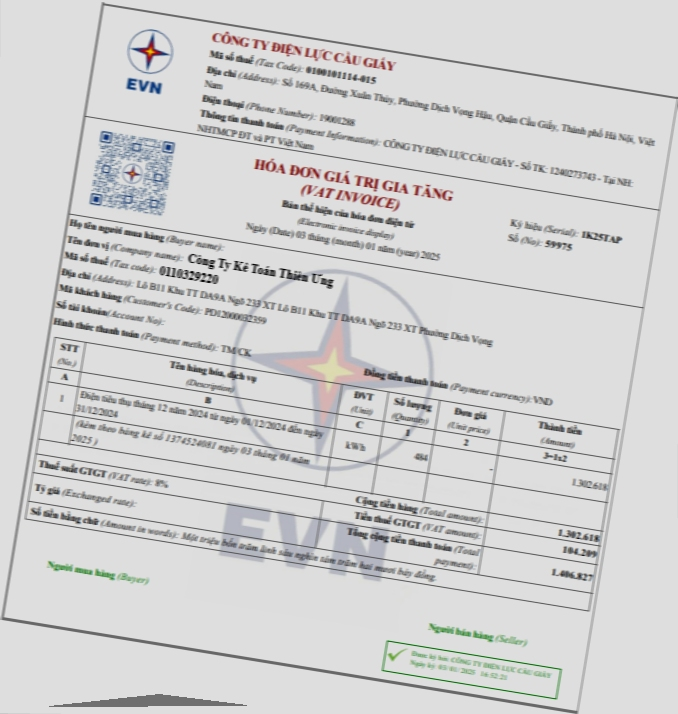 EVN
CÔNG TY ĐIỆN LỰC CẦU GIẤY
Mã số thuế (Tax Code): 0100101114-015
Địa chỉ (Address): Số 169A, Đường Xuân Thủy, Phường Dịch Vọng Hậu, Quận Cầu Giấy, Thành phố Hà Nội, Việt
Nam
Điện thoại (Phone Number): 19001288
Thông tin thanh toán (Payment Information): CÔNG TY ĐIỆN LỰC CẦU GIẤY - Số TK: 1240273743 - Tại NH:
NHTMCP ĐT và PT Việt Nam
HÓA ĐƠN GIÁ TRỊ GIA TĂNG
(VAT INVOICE)
Bản thể hiện của hóa đơn điện tử
(Electronic invoice display)
Ngày (Date) 03 tháng (month) 01 năm (year) 2025
Ký hiệu (Serial): 1K25TAP
Số (No): 59975
Họ tên người mua hàng (Buyer name):
Tên đơn vị (Company name): Công Ty Kế Toán Thiên Ưng
Mã số thuế (Tax code): 0110329220
Địa chỉ (Address): Lô B11 Khu TT DA9A Ngõ 233 XT Lô B11 Khu TT DA9A Ngõ 233 XT Phường Dịch Vọng
Mã khách hàng (Customer's Code): PD12000032359
Số tài khoản(Account No):
Hình thức thanh toán (Payment method): TM/CK
Đồng tiền thanh toán (Payment currency): VND
STT Tên hàng hóa, dịch vụ ĐVT Số lượng Đơn giá Thành tiền
(No.) (Description) (Unit) (Quantity) (Unit price) (Amount)
A B C 1 2 3=1x2
1 Điện tiêu thụ tháng 12 năm 2024 từ ngày 01/12/2024 đến ngày
31/12/2024 kWh 484 - 1.302.618
(kèm theo bảng kê số 1374524081 ngày 03 tháng 01 năm
2025 )
Cộng tiền hàng (Total amount): 1.302.618
Thuế suất GTGT (VAT rate): 8% Tiền thuế GTGT (VAT amount): 104.209
Tỷ giá (Exchanged rate): Tổng cộng tiền thanh toán (Total
payment): 1.406.827
Số tiền bằng chữ (Amount in words): Một triệu bốn trăm linh sáu nghìn tám trăm hai mươi bảy đồng.
EVN
Người mua hàng (Buyer)
Người bán hàng (Seller)
Được ký bởi: CÔNG TY ĐIỆN LỰC CẦU GIẤY
Ngày ký: 03/01/2025 16:52:21